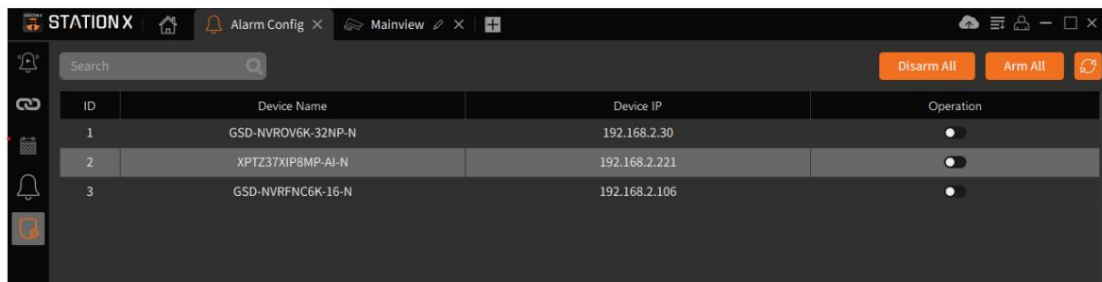 STATIONX Alarm Config Mainview
Search Disarm All Arm All
ID Device Name Device IP Operation
1 GSD-NVROV6K-32NP-N 192.168.2.30
2 XPTZ37XIP8MP-AI-N 192.168.2.221
3 GSD-NVRFNC6K-16-N 192.168.2.106